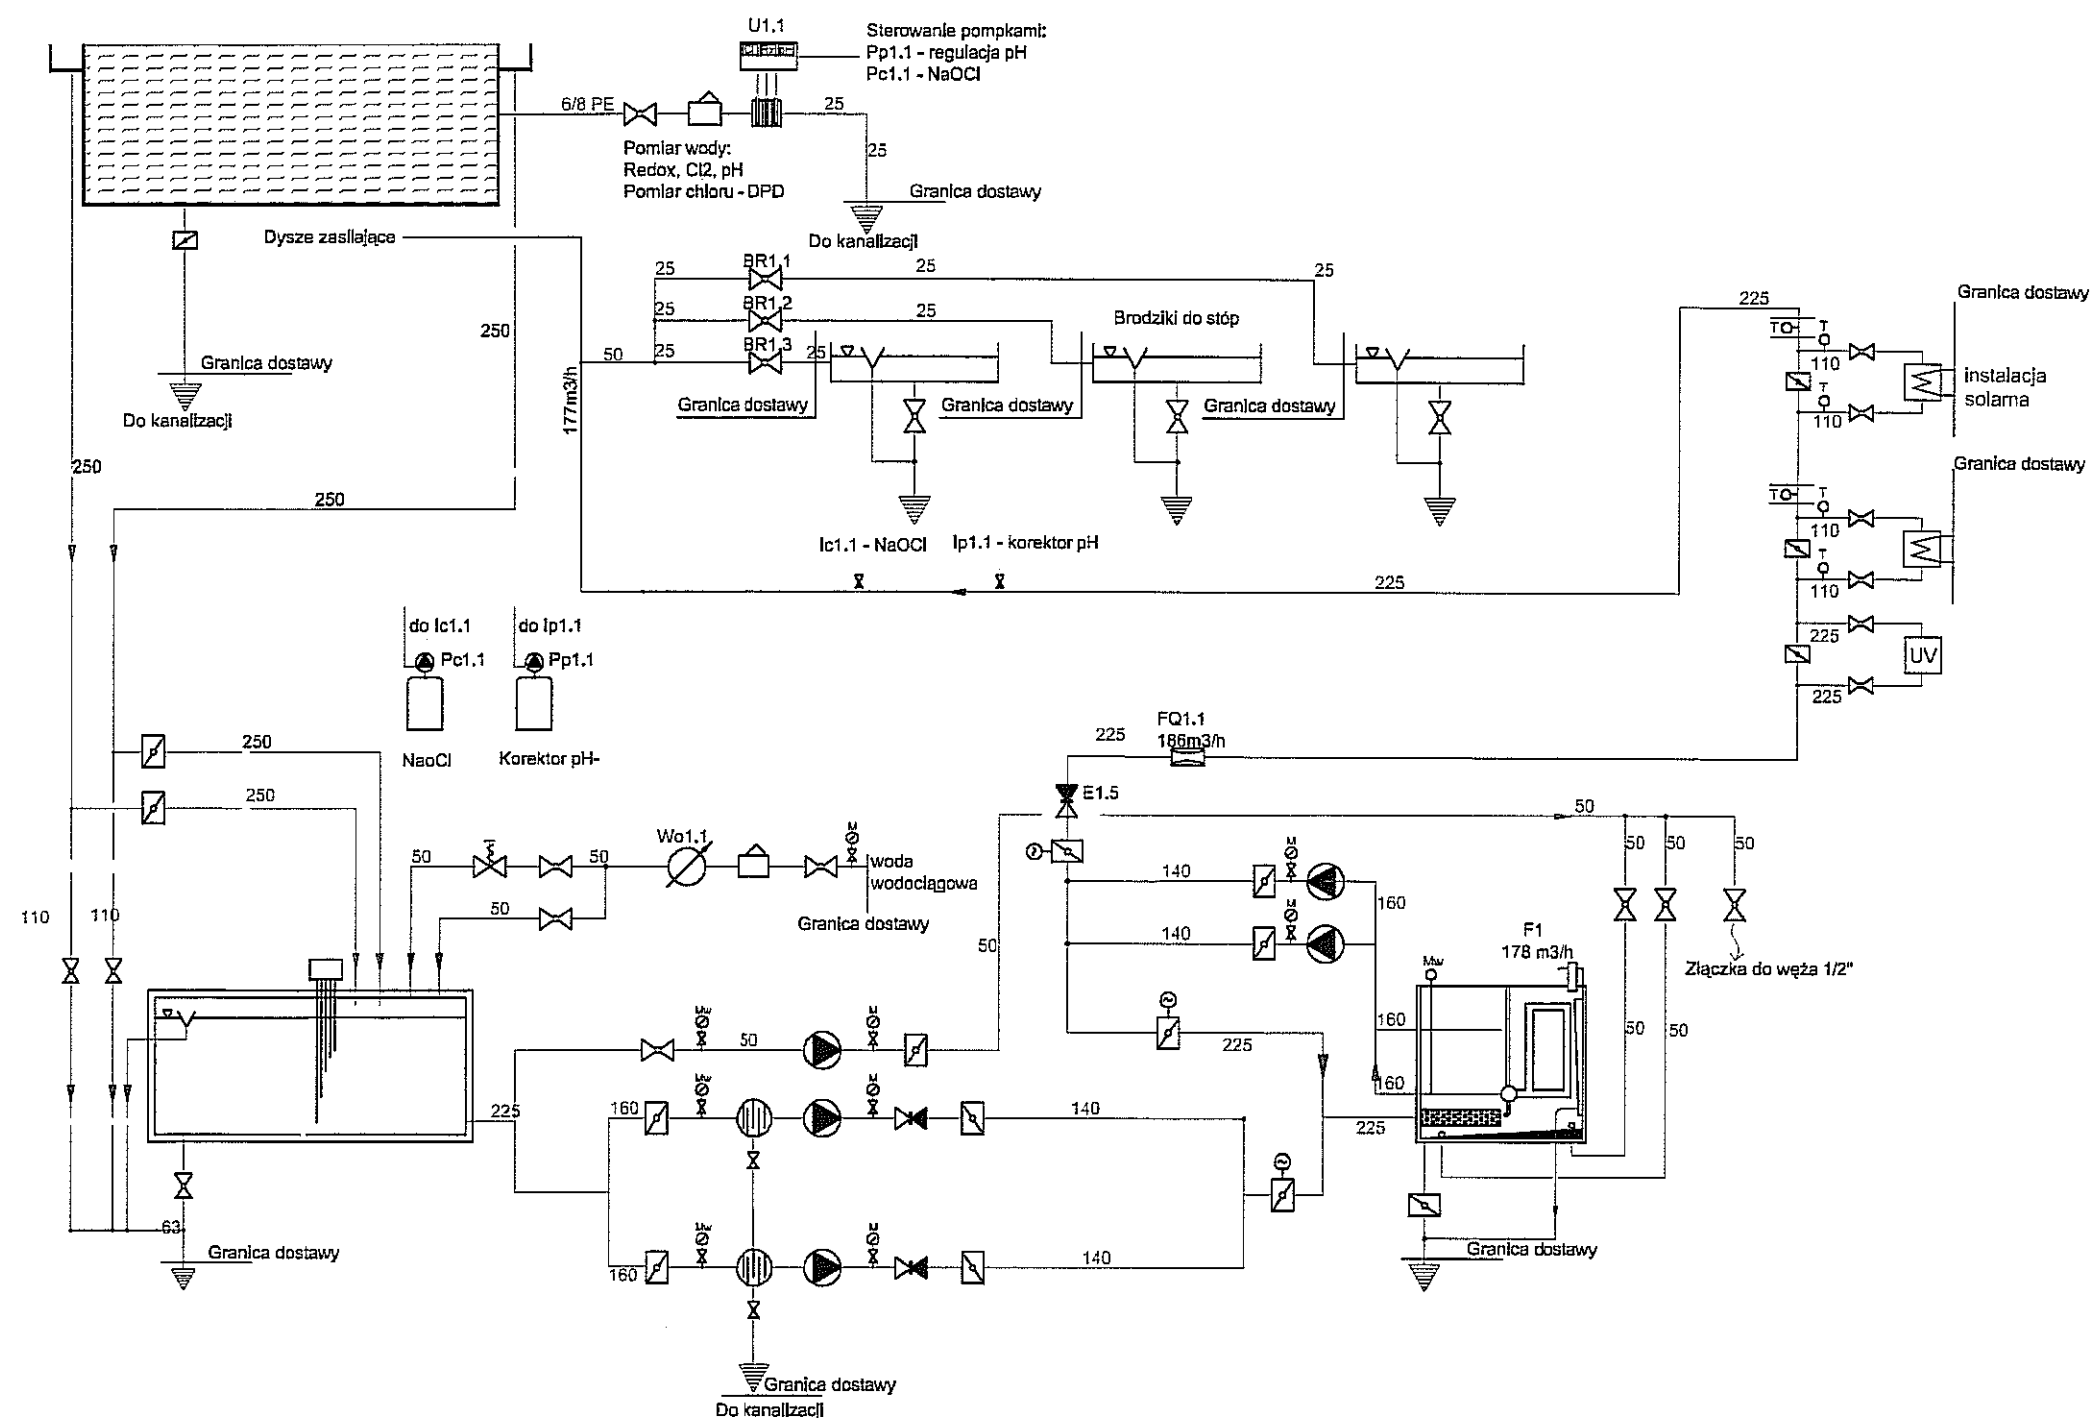 U1.1
Sterowanie pompkami:
Pp1.1 - regulacja pH
Pc1.1 - NaOCl
6/8 PE
25
25
Pomiar wody:
Redox, Cl2, pH
Pomiar chloru - DPD
Granica dostawy
Do kanalizacji
Dysze zasilające
250
25
BR1.1
25
25
25
BR1.2
25
Brodziki do stóp
50
25
BR1.3
25
177m3/h
Granica dostawy
Granica dostawy
Granica dostawy
Granica dostawy
Do kanalizacji
225
Granica dostawy
T
T
110
instalacja
solarna
T
110
250
250
Granica dostawy
T
T
110
T
110
Ic1.1 - NaOCl
Ip1.1 - korektor pH
225
225
UV
225
do Ic1.1
Pc1.1
NaoCl
do Ip1.1
Pp1.1
Korektor pH-
250
250
FQ1.1
186m3/h
225
E1.5
50
50
50
50
50
T
50
Wo1.1
M
woda
wodociągowa
Granica dostawy
50
110
110
140
M
160
140
M
50
F1
178 m3/h
Mw
Złączka do węża 1/2"
160
50
50
160
225
225
Mw
50
M
225
160
Mw
M
140
160
Mw
M
140
63
Granica dostawy
Granica dostawy
Granica dostawy
Do kanalizacji